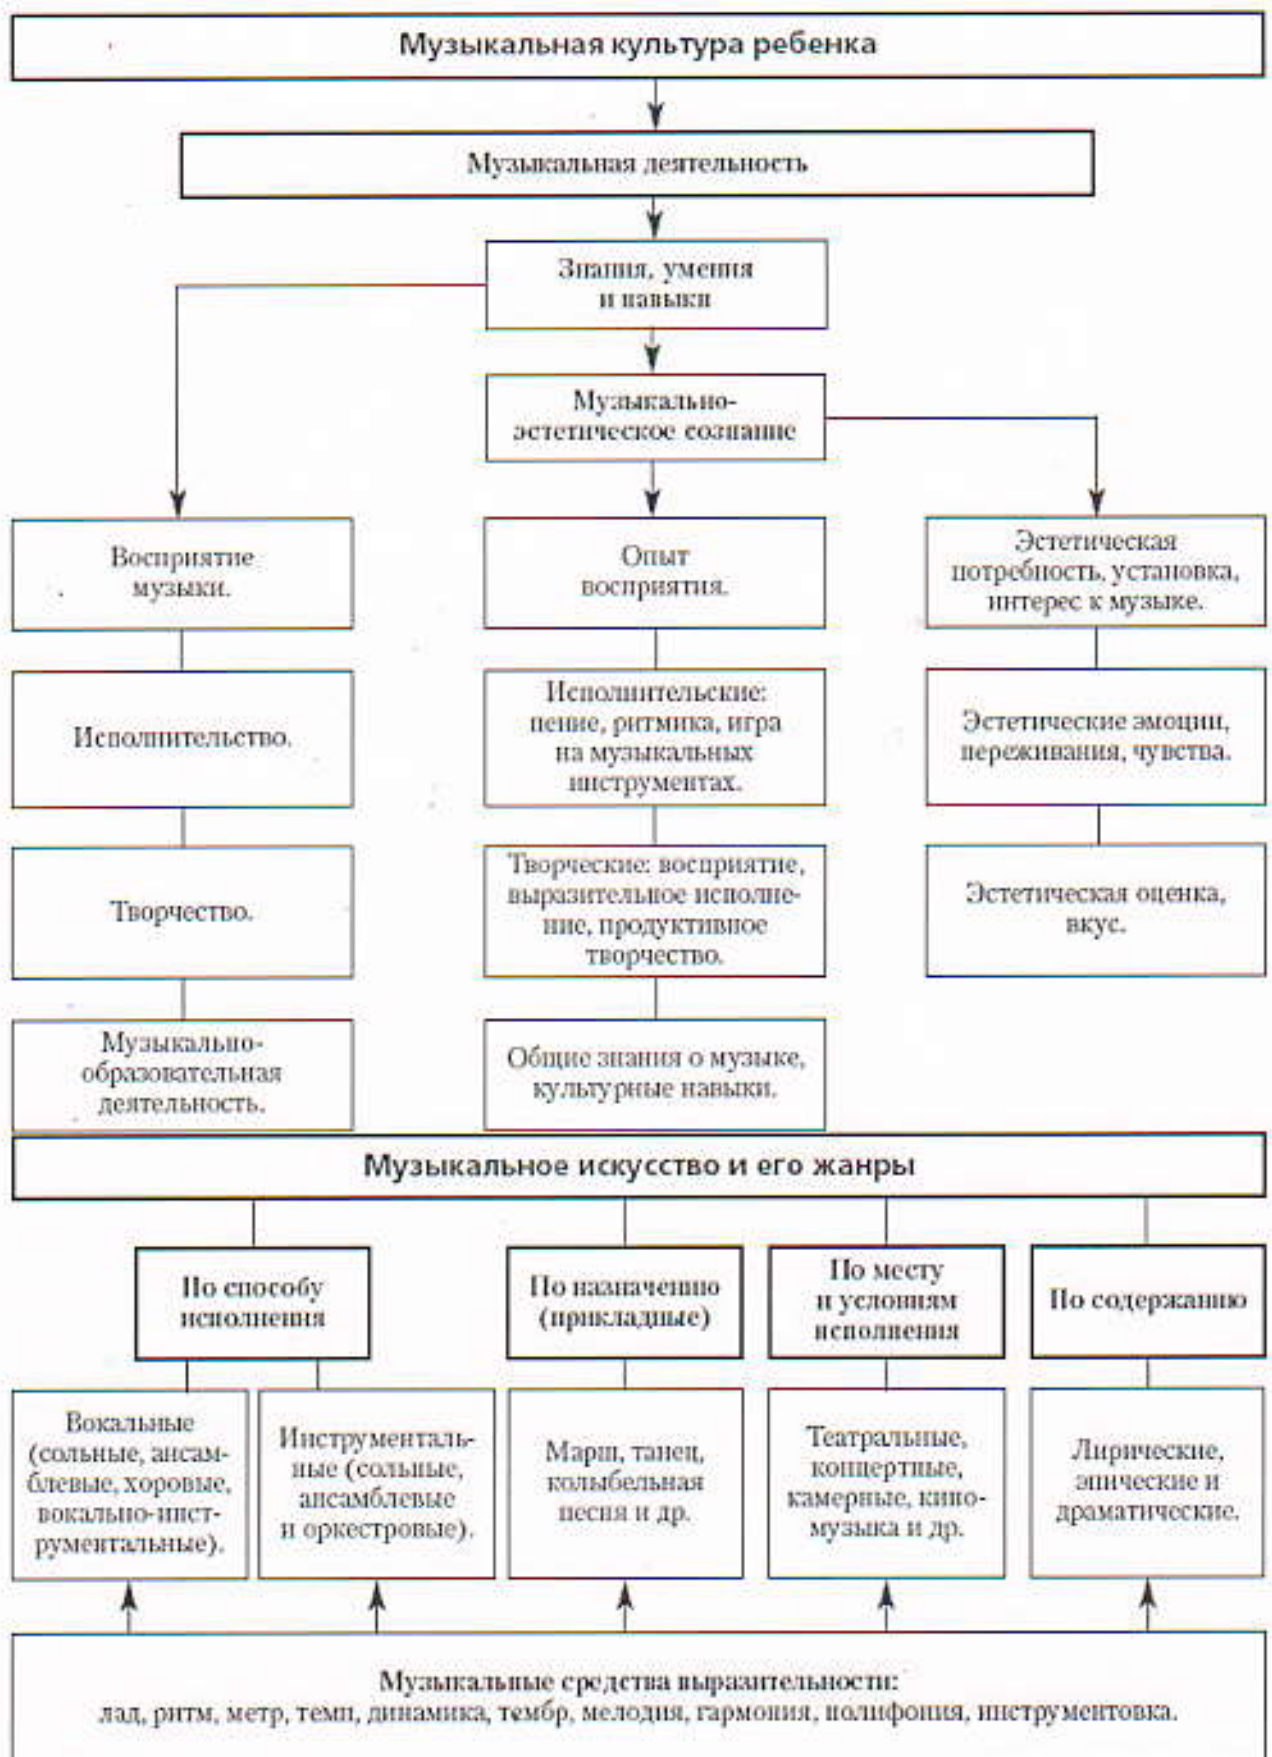 Музыкальная культура ребенка
Музыкальная деятельность
Знания, умения
и навыки
Музыкально-
эстетическое сознание
Восприятие
музыки.
Опыт
восприятия.
Эстетическая
потребность, установка,
интерес к музыке.
Исполнительство.
Исполнительские:
пение, ритмика, игра
на музыкальных
инструментах.
Эстетические эмоции,
переживания, чувства.
Творчество.
Творческие: восприятие,
выразительное исполне-
ние, продуктивное
творчество.
Эстетическая оценка,
вкус.
Музыкально-
образовательная
деятельность.
Общие знания о музыке,
культурные навыки.
Музыкальное искусство и его жанры
По способу
исполнения
По назначению
(прикладные)
По месту
и условиям
исполнения
По содержанию
Вокальные
(сольные, ансам-
блевые, хоровые,
вокально-инст-
рументальные).
Инструменталь-
ные (сольные,
ансамблевые
и оркестровые).
Марш, танец,
колыбельная
песня и др.
Театральные,
концертные,
камерные, кино-
музыка и др.
Лирические,
эпические и
драматические.
Музыкальные средства выразительности:
лад, ритм, метр, темп, динамика, тембр, мелодия, гармония, полифония, инструментовка.